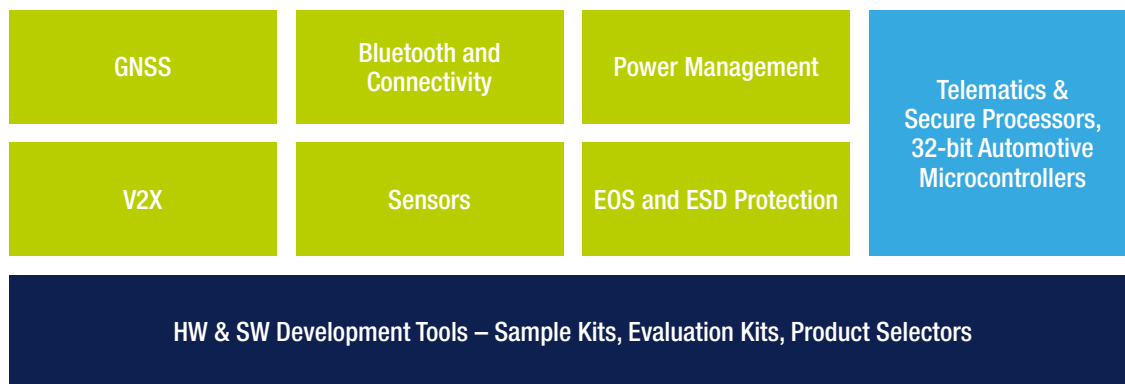 GNSS
Bluetooth and
Connectivity
Power Management
Telematics &
Secure Processors,
32-bit Automotive
Microcontrollers
V2X
Sensors
EOS and ESD Protection
HW & SW Development Tools – Sample Kits, Evaluation Kits, Product Selectors